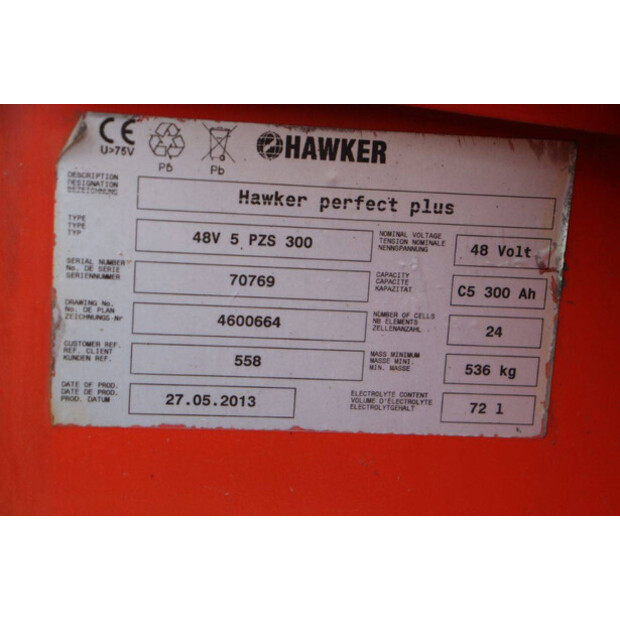 CE
U>75V
Pb
Pb
HAWKER
DESCRIPTION
DESIGNATION
BEZEICHNUNG
Hawker perfect plus
TYPE
TYPE
TYP
48V 5 PZS 300
NOMINAL VOLTAGE
TENSION NOMINALE
NENNSPANNUNG
48 Volt
SERIAL NUMBER
No. DE SERIE
SERIENNUMMER
70769
CAPACITY
CAPACITE
KAPAZITAT
C5 300 Ah
DRAWING No.
No. DE PLAN
ZEICHNUNGS-Nr
4600664
NUMBER OF CELLS
NB ELEMENTS
ZELLENANZAHL
24
CUSTOMER REF.
REF. CLIENT
KUNDEN REF.
558
MASS MINIMUM
MASSE MINI.
MIN. MASSE
536 kg
DATE OF PROD.
DATE DE PROD.
PROD. DATUM
27.05.2013
ELECTROLYTE CONTENT
VOLUME D'ELECTROLYTE
ELECTROLYTGEHALT
72 l